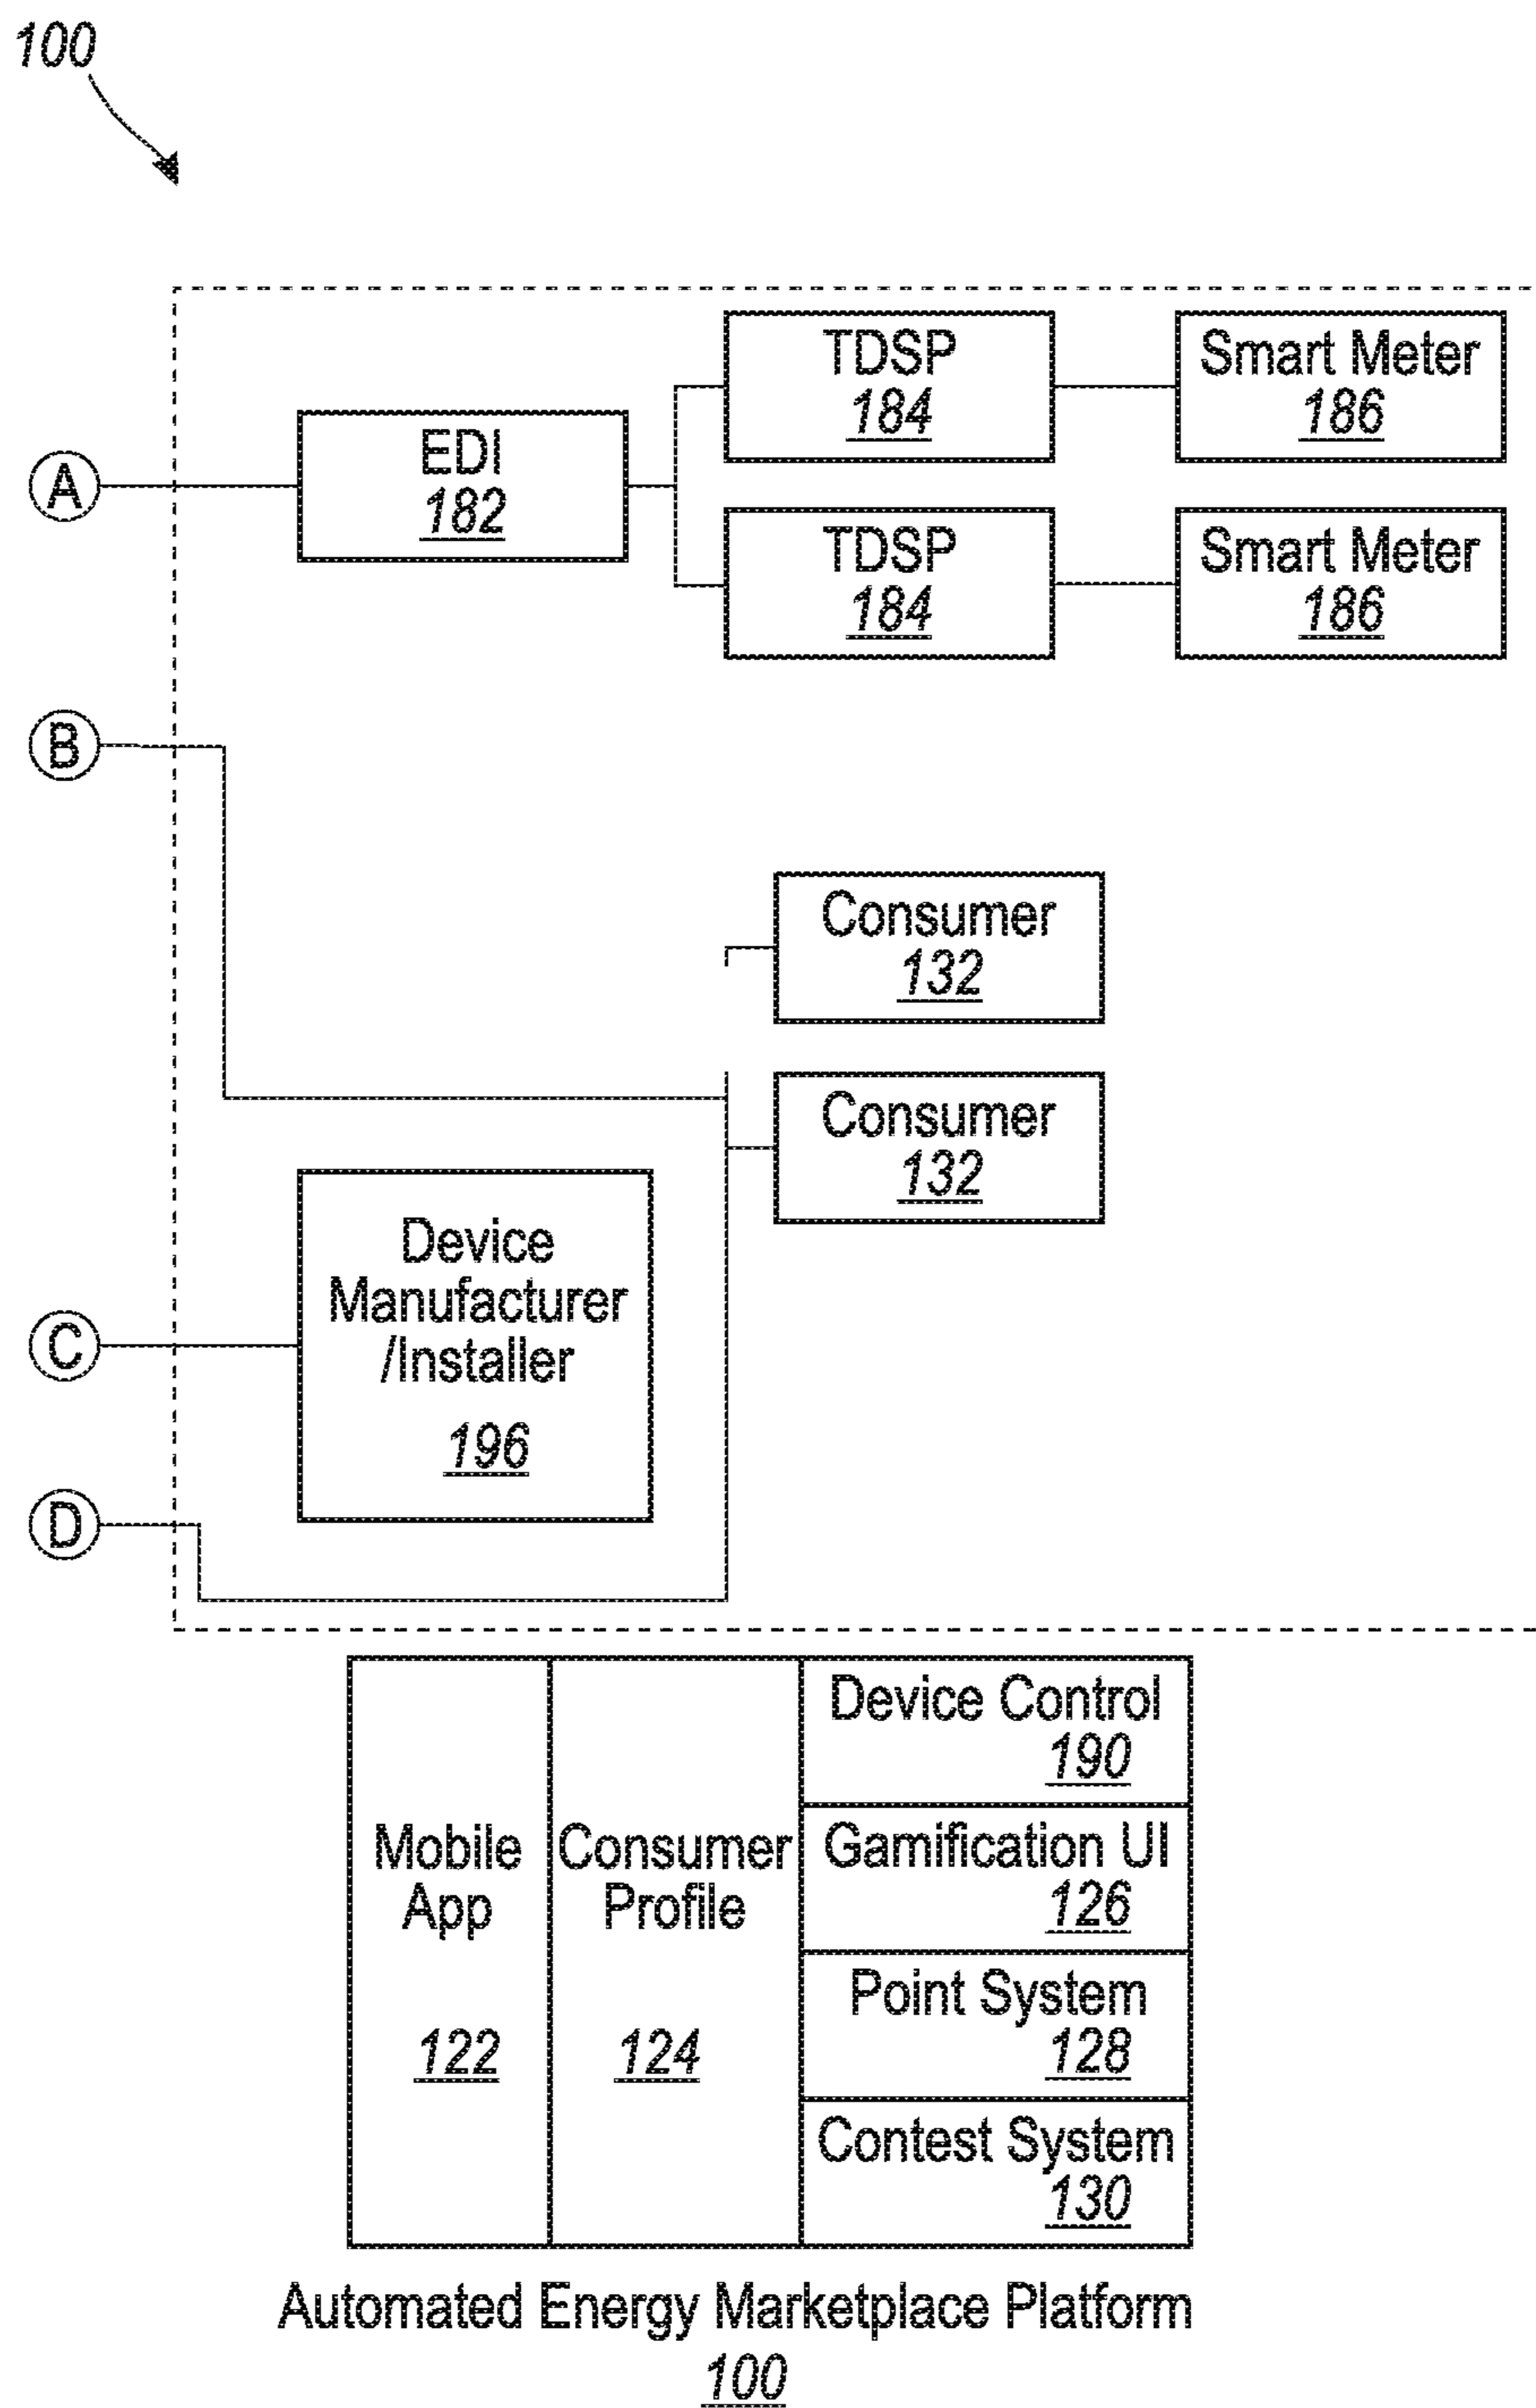 100
A
EDI
182
TDSP
184
Smart Meter
186
TDSP
184
Smart Meter
186
B
Consumer
132
Consumer
132
C
Device
Manufacturer
/Installer
196
D
Mobile
App
122
Consumer
Profile
124
Device Control
190
Gamification UI
126
Point System
128
Contest System
130
Automated Energy Marketplace Platform
100